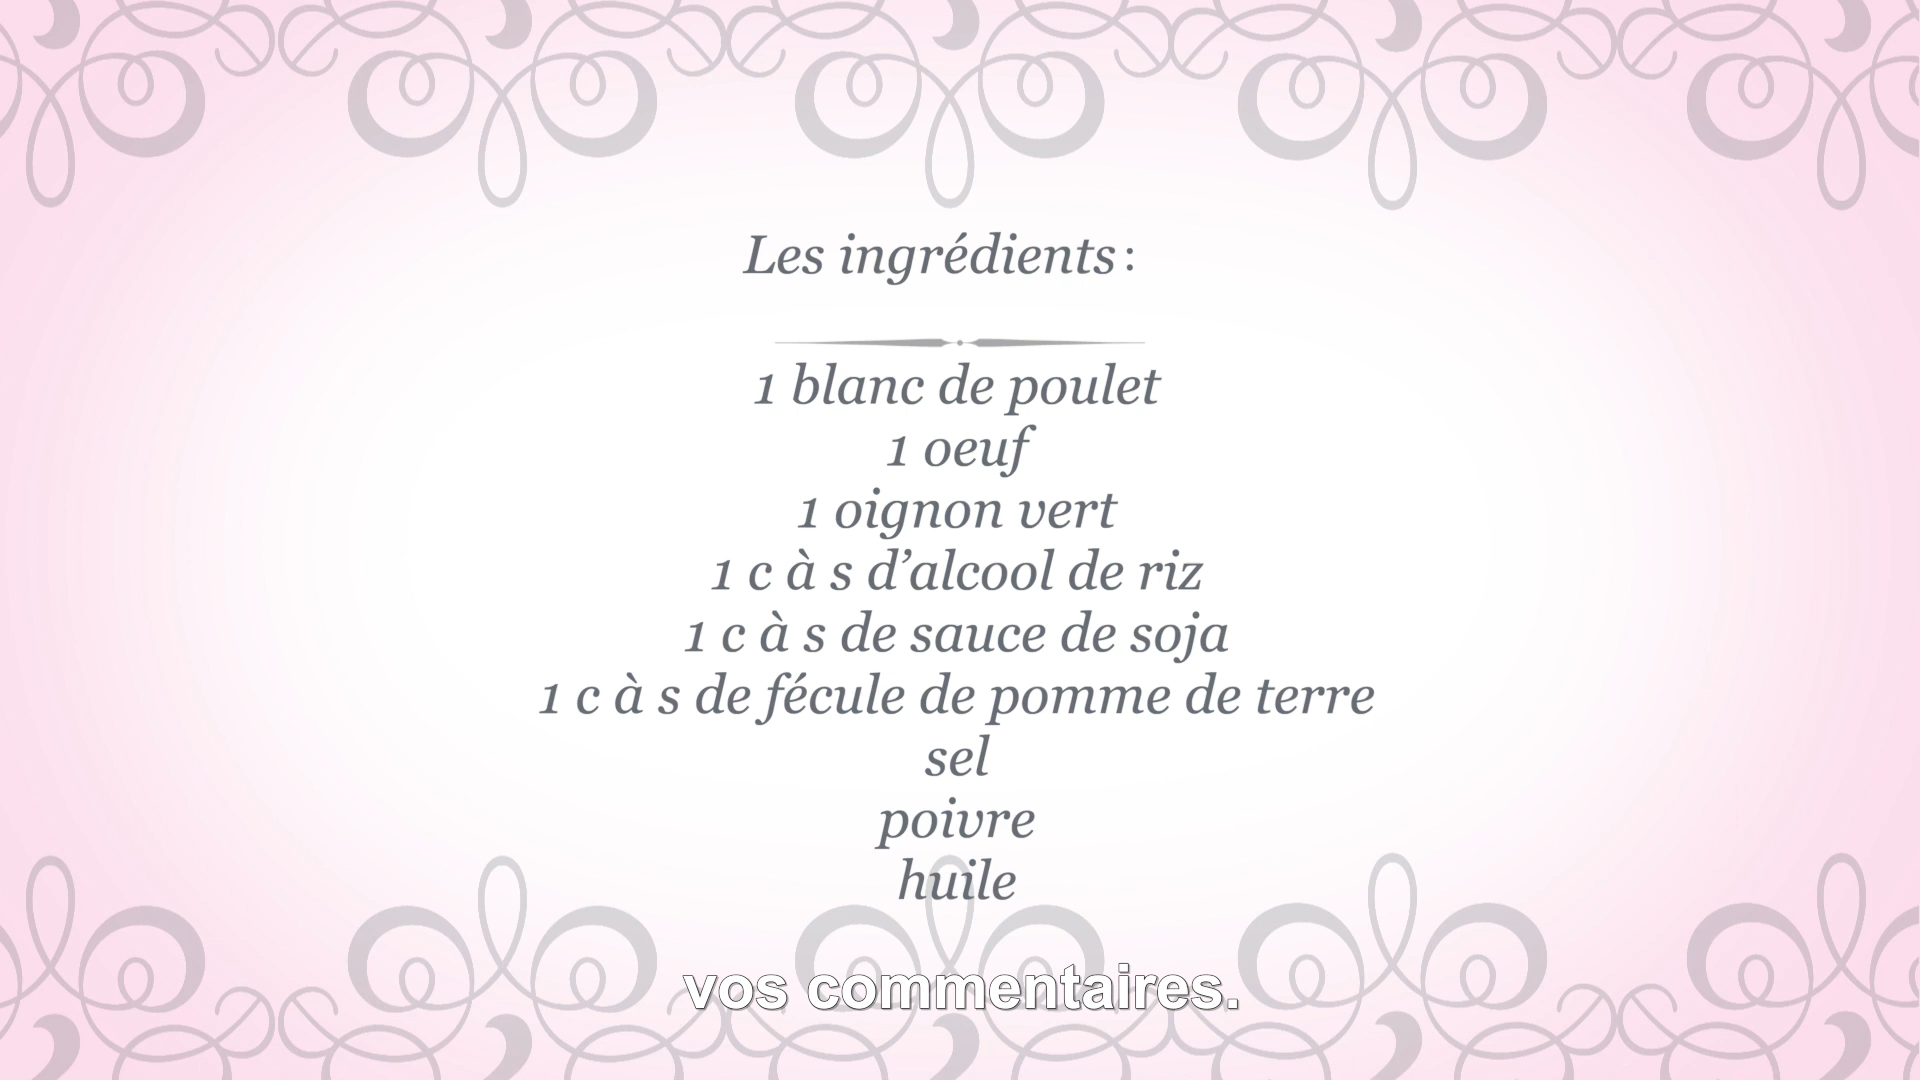 Les ingrédients :
1 blanc de poulet
1 oeuf
1 oignon vert
1 c à s d’alcool de riz
1 c à s de sauce de soja
1 c à s de fécule de pomme de terre
sel
poivre
huile
vos commentaires.